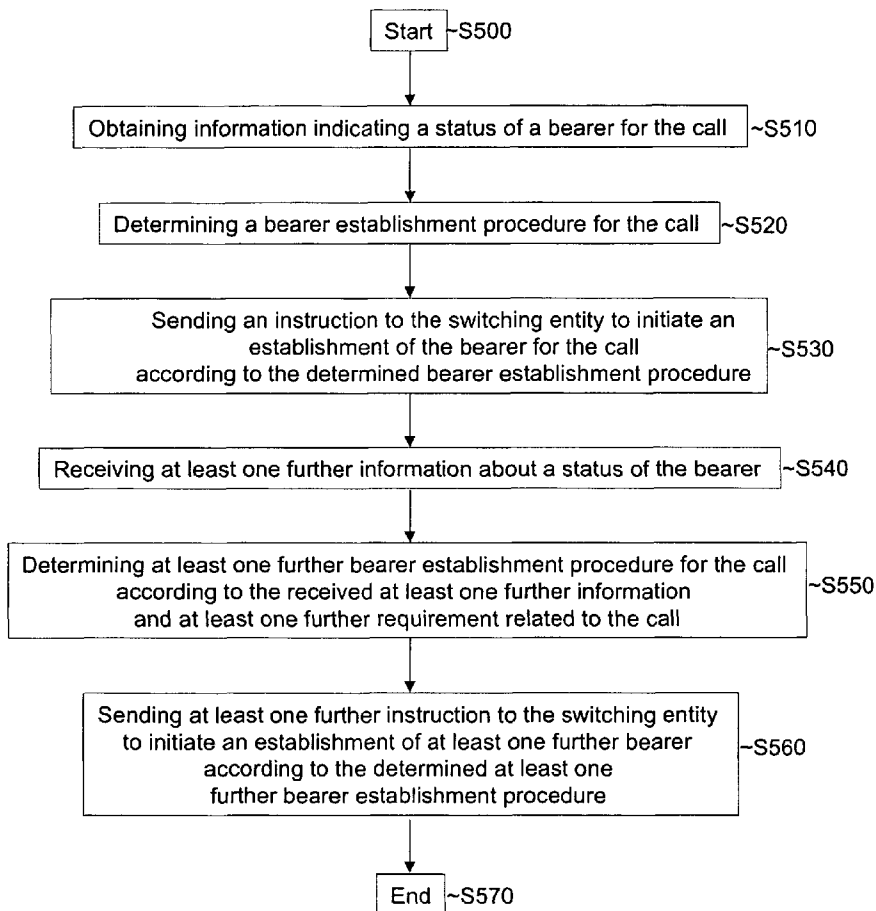 Start ~S500
Obtaining information indicating a status of a bearer for the call ~S510
Determining a bearer establishment procedure for the call ~S520
Sending an instruction to the switching entity to initiate an
establishment of the bearer for the call
according to the determined bearer establishment procedure
~S530
Receiving at least one further information about a status of the bearer ~S540
Determining at least one further bearer establishment procedure for the call
according to the received at least one further information
and at least one further requirement related to the call
~S550
Sending at least one further instruction to the switching entity
to initiate an establishment of at least one further bearer
according to the determined at least one
further bearer establishment procedure
~S560
End ~S570